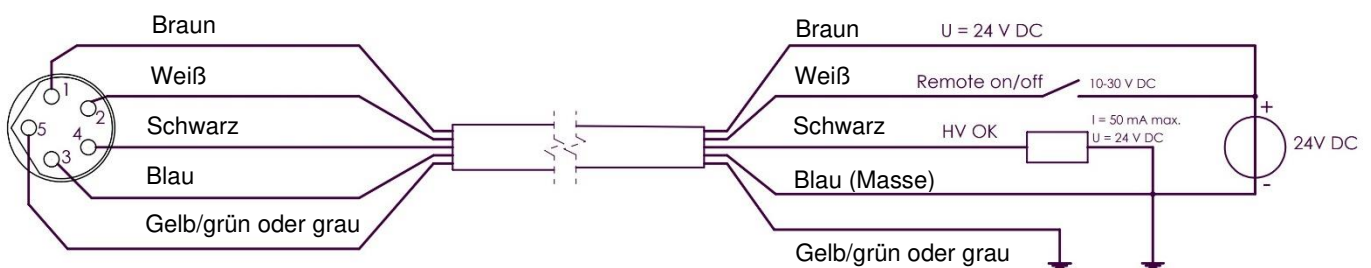 Braun
Weiß
Schwarz
Blau
Gelb/grün oder grau
1
2
5
4
3
Braun
U = 24 V DC
Weiß
Remote on/off
10-30 V DC
Schwarz
HV OK
I = 50 mA max.
U = 24 V DC
Blau (Masse)
Gelb/grün oder grau
+
24V DC
-